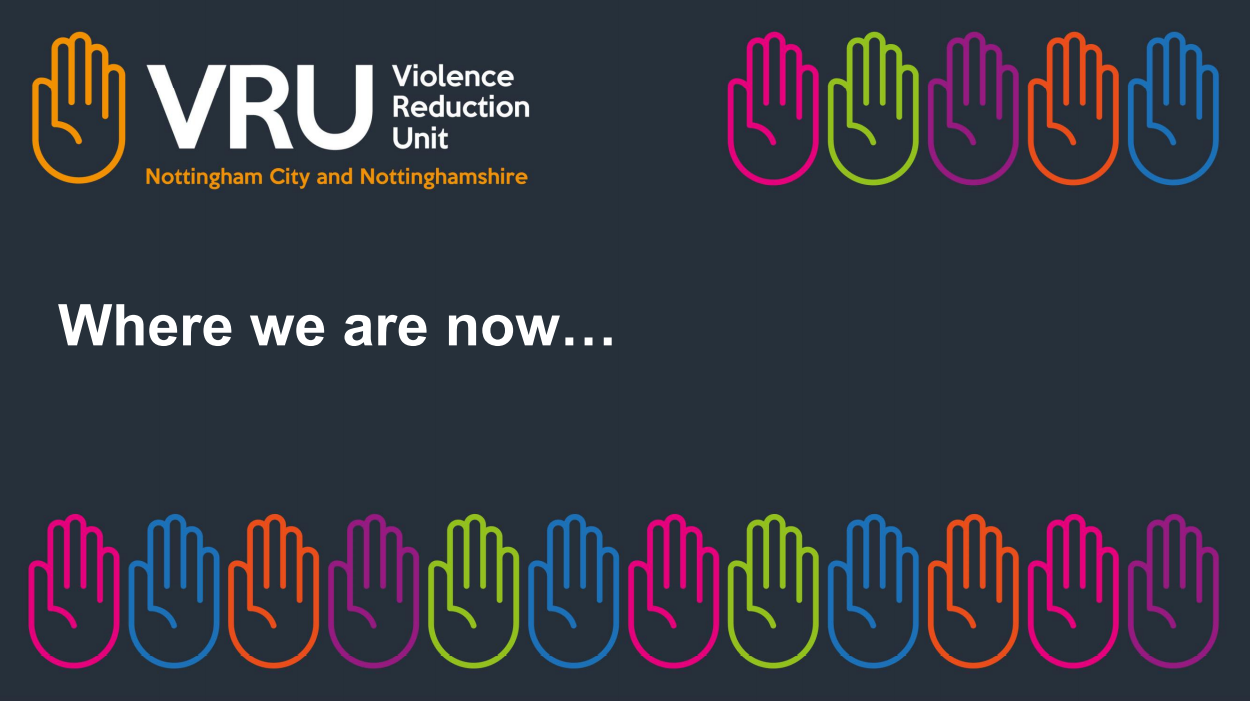 VRU
Violence
Reduction
Unit
Nottingham City and Nottinghamshire
Where we are now…